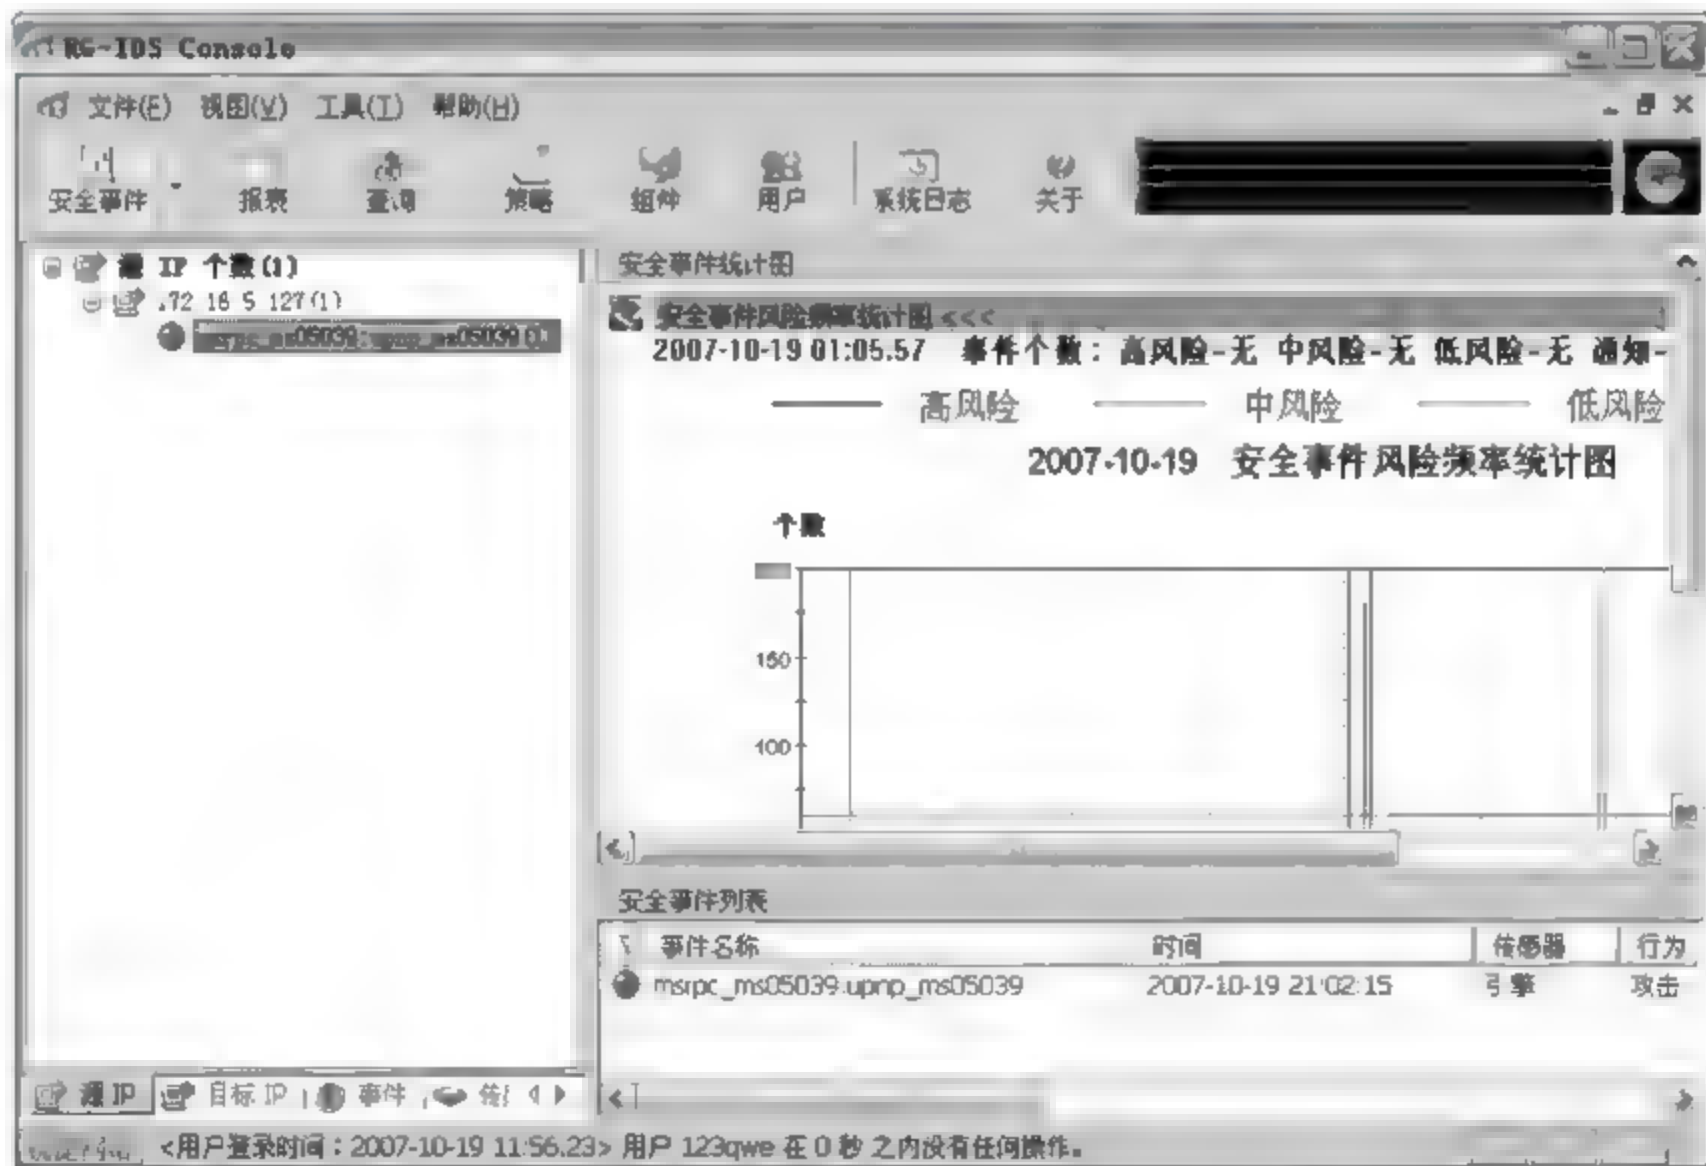 RG-IDS Console
文件(E) 视图(V) 工具(T) 帮助(H)
安全事件 报表 查询 策略 组件 用户 系统日志 关于
源 IP 个数(1)
.72 16 5 127(1)
安全事件统计图
安全事件风险频率统计图 <<<
2007-10-19 01:05.57 事件个数: 高风险-无 中风险-无 低风险-无 通知-
高风险 中风险 低风险
2007-10-19 安全事件风险频率统计图
个数
150
100
安全事件列表
事件名称 时间 传感器 行为
msrpc_ms05039:upnp_ms05039 2007-10-19 21:02:15 引擎 攻击
源 IP 目标 IP 事件
<用户登录时间：2007-10-19 11:56.23> 用户 123qwe 在 0 秒 之内没有任何操作。